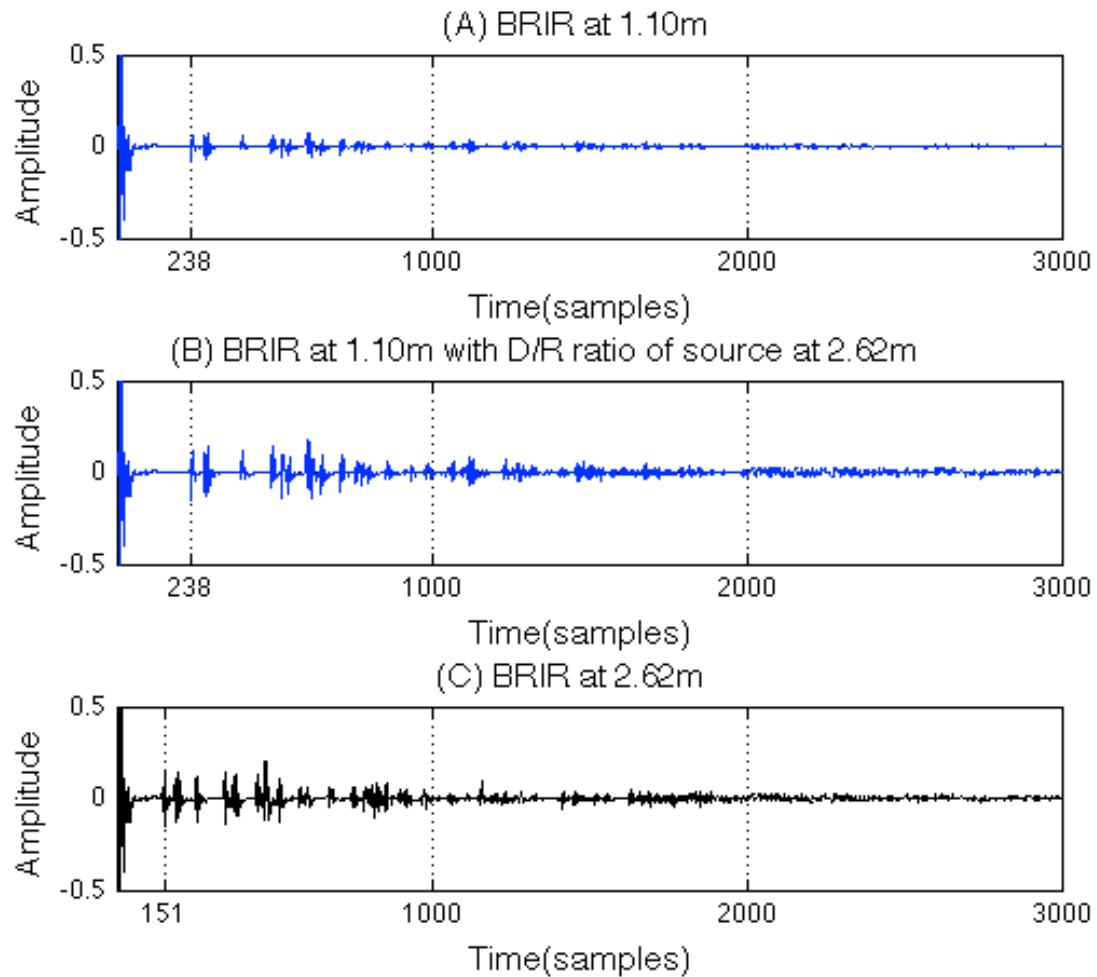 (A) BRIR at 1.10m
0.5
0
-0.5
Amplitude
238 1000 2000 3000
Time(samples)
(B) BRIR at 1.10m with D/R ratio of source at 2.62m
0.5
0
-0.5
Amplitude
238 1000 2000 3000
Time(samples)
(C) BRIR at 2.62m
0.5
0
-0.5
Amplitude
151 1000 2000 3000
Time(samples)